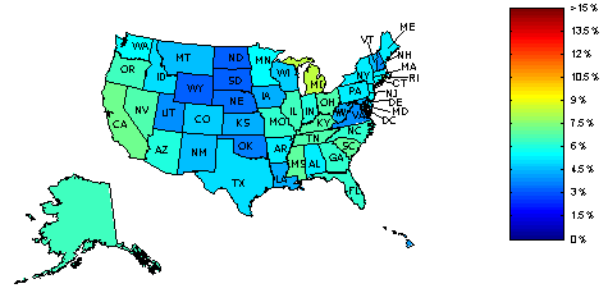 ME
VT
NH
MA
RI
CT
NJ
DE
MD
DC
WA
MT
ND
MN
OR
ID
SD
WI
MI
NY
WY
IA
PA
NE
NV
UT
CO
IL
IN
OH
CA
KS
MO
KY
VA
AZ
NM
OK
AR
TN
NC
SC
TX
LA
MS
AL
GA
FL
>15%
13.5%
12%
10.5%
9%
7.5%
6%
4.5%
3%
1.5%
0%